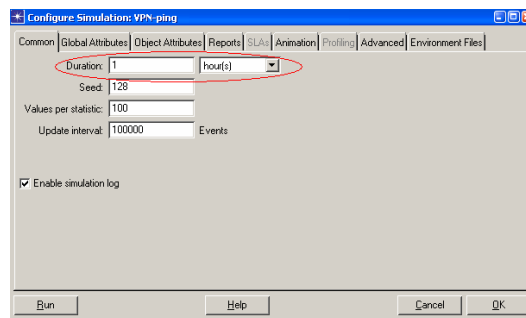 Configure Simulation: VPN-ping
Common Global Attributes Object Attributes Reports SLAs Animation Profiling Advanced Environment Files
Duration: 1 hour(s)
Seed: 128
Values per statistic: 100
Update interval: 100000 Events
Enable simulation log
Run Help Cancel OK